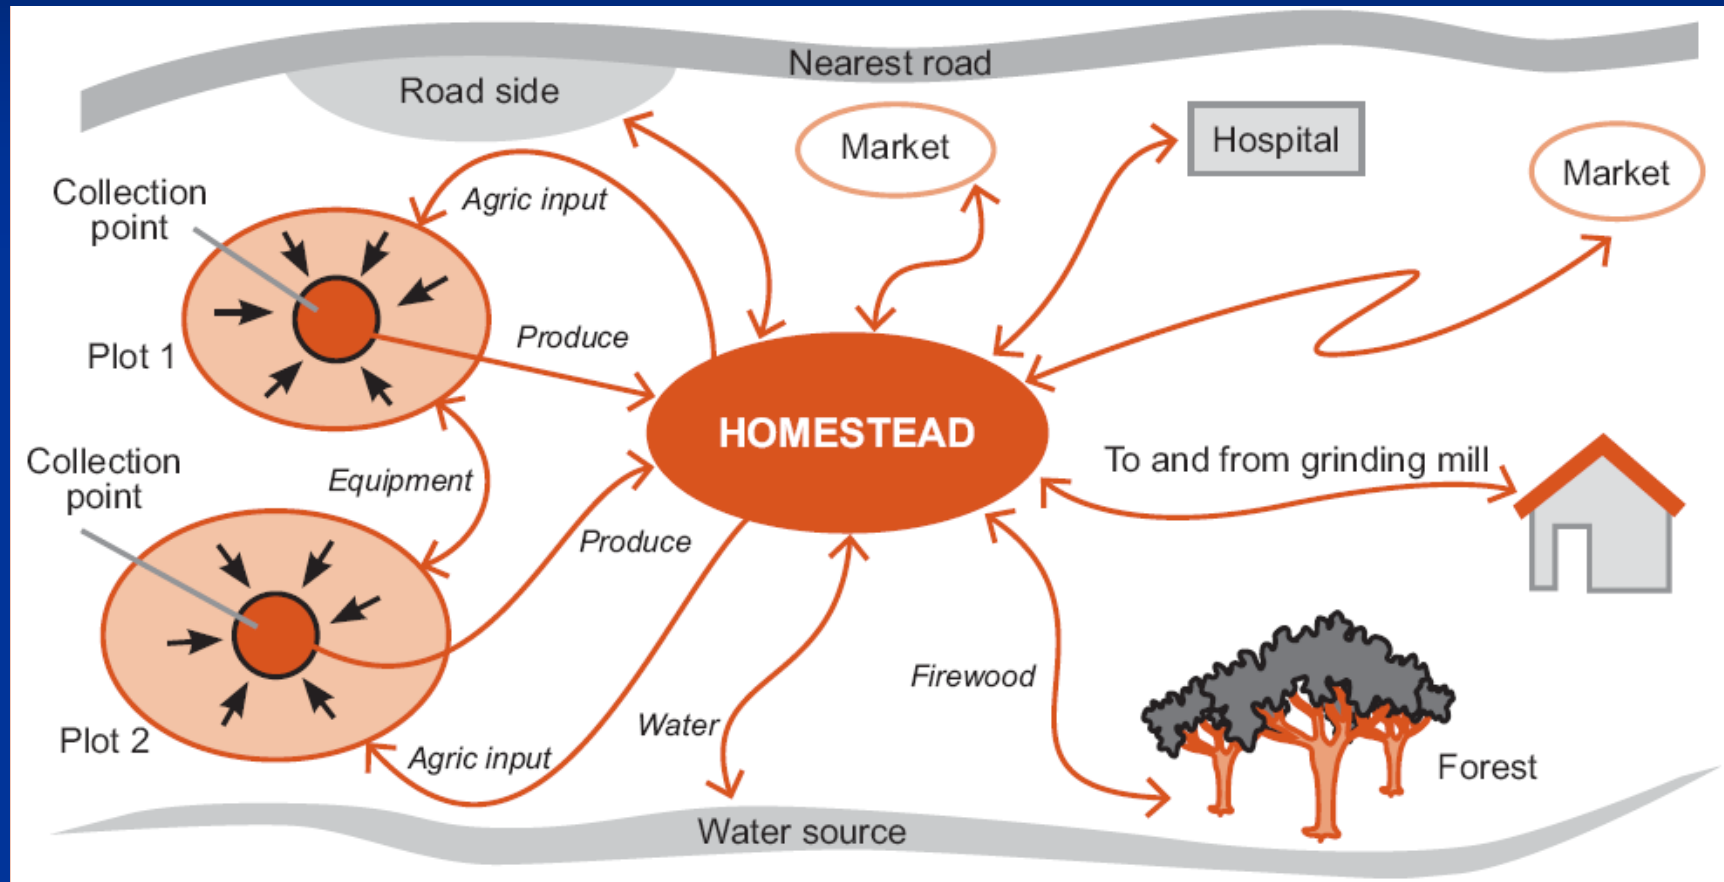 Nearest road
Road side
Market
Hospital
Market
Collection
point
Agric input
Plot 1
Produce
HOMESTEAD
Collection
point
Equipment
To and from grinding mill
Produce
Firewood
Water
Plot 2
Agric input
Forest
Water source